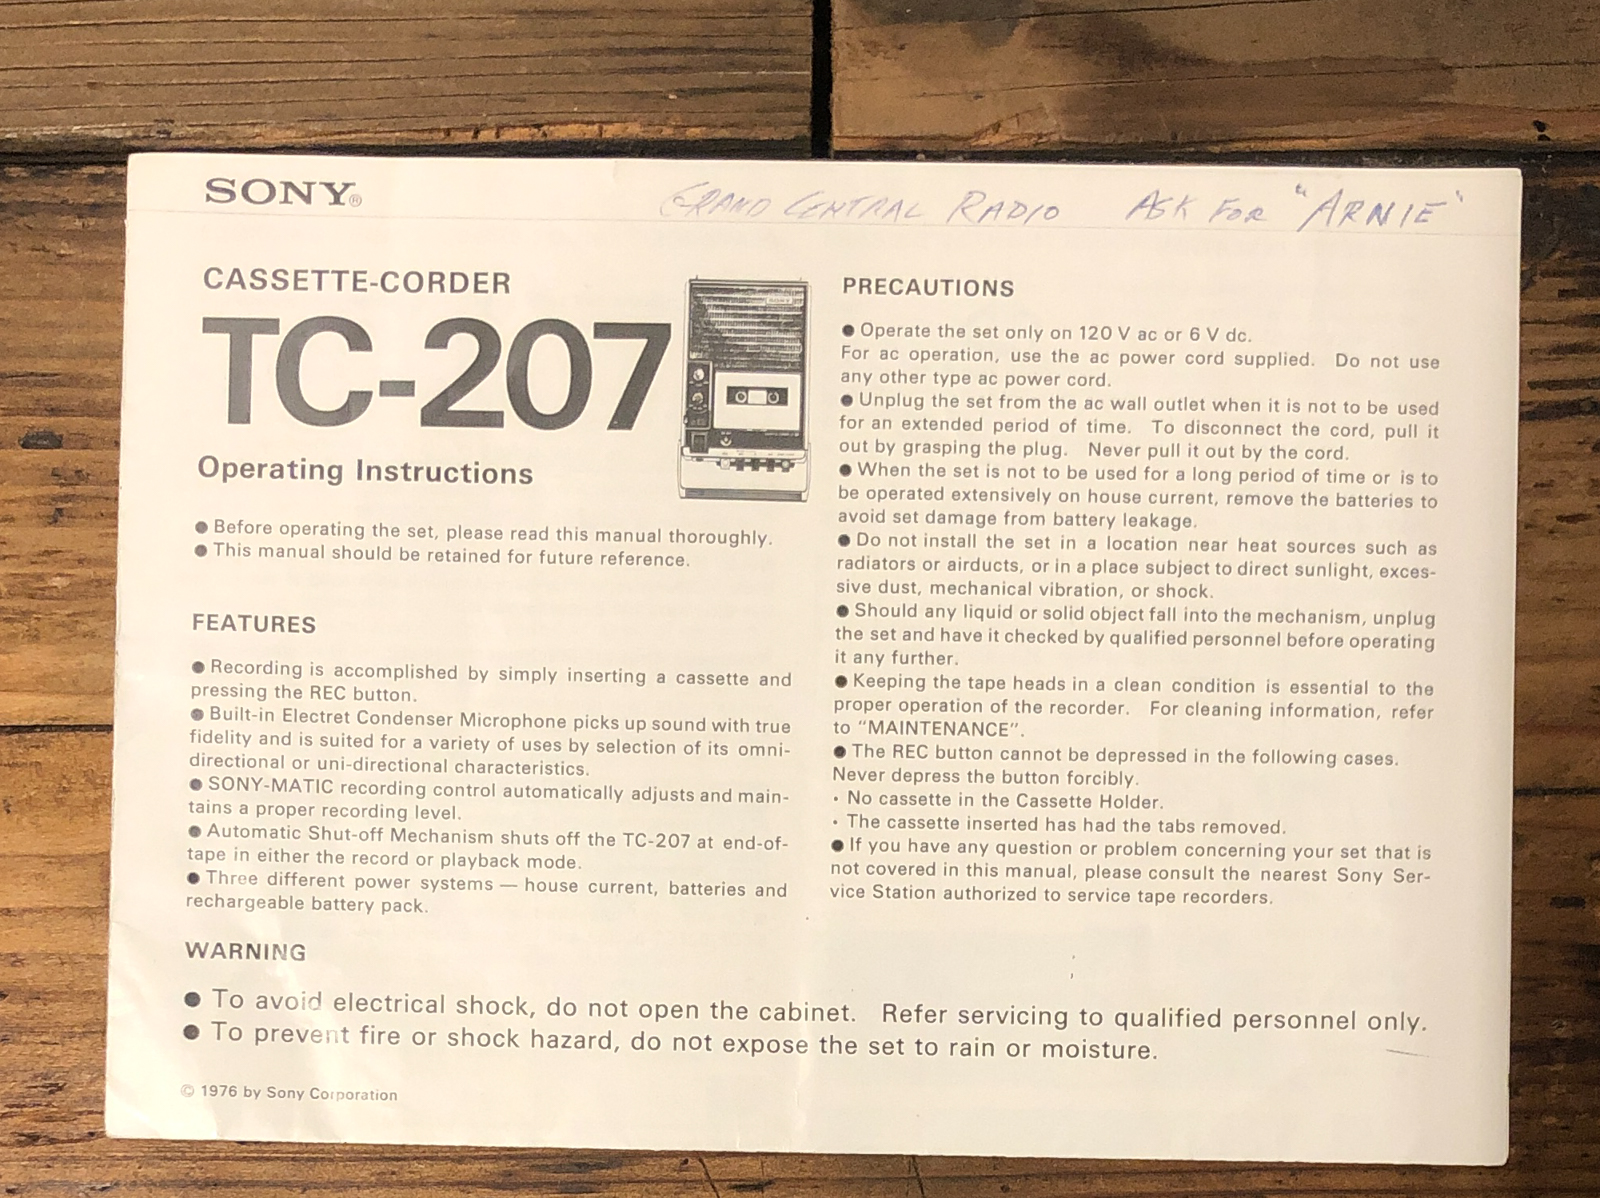 SONY®
GRAND CENTRAL RADIO ASK FOR "ARNIE"
CASSETTE-CORDER
TC-207
Operating Instructions
● Before operating the set, please read this manual thoroughly.
● This manual should be retained for future reference.
FEATURES
● Recording is accomplished by simply inserting a cassette and
pressing the REC button.
● Built-in Electret Condenser Microphone picks up sound with true
fidelity and is suited for a variety of uses by selection of its omni-
directional or uni-directional characteristics.
● SONY-MATIC recording control automatically adjusts and main-
tains a proper recording level.
● Automatic Shut-off Mechanism shuts off the TC-207 at end-of-
tape in either the record or playback mode.
● Three different power systems — house current, batteries and
rechargeable battery pack.
PRECAUTIONS
● Operate the set only on 120 V ac or 6 V dc.
For ac operation, use the ac power cord supplied. Do not use
any other type ac power cord.
● Unplug the set from the ac wall outlet when it is not to be used
for an extended period of time. To disconnect the cord, pull it
out by grasping the plug. Never pull it out by the cord.
● When the set is not to be used for a long period of time or is to
be operated extensively on house current, remove the batteries to
avoid set damage from battery leakage.
● Do not install the set in a location near heat sources such as
radiators or airducts, or in a place subject to direct sunlight, exces-
sive dust, mechanical vibration, or shock.
● Should any liquid or solid object fall into the mechanism, unplug
the set and have it checked by qualified personnel before operating
it any further.
● Keeping the tape heads in a clean condition is essential to the
proper operation of the recorder. For cleaning information, refer
to "MAINTENANCE".
● The REC button cannot be depressed in the following cases.
Never depress the button forcibly.
· No cassette in the Cassette Holder.
· The cassette inserted has had the tabs removed.
● If you have any question or problem concerning your set that is
not covered in this manual, please consult the nearest Sony Ser-
vice Station authorized to service tape recorders.
WARNING
● To avoid electrical shock, do not open the cabinet. Refer servicing to qualified personnel only.
● To prevent fire or shock hazard, do not expose the set to rain or moisture.
© 1976 by Sony Corporation